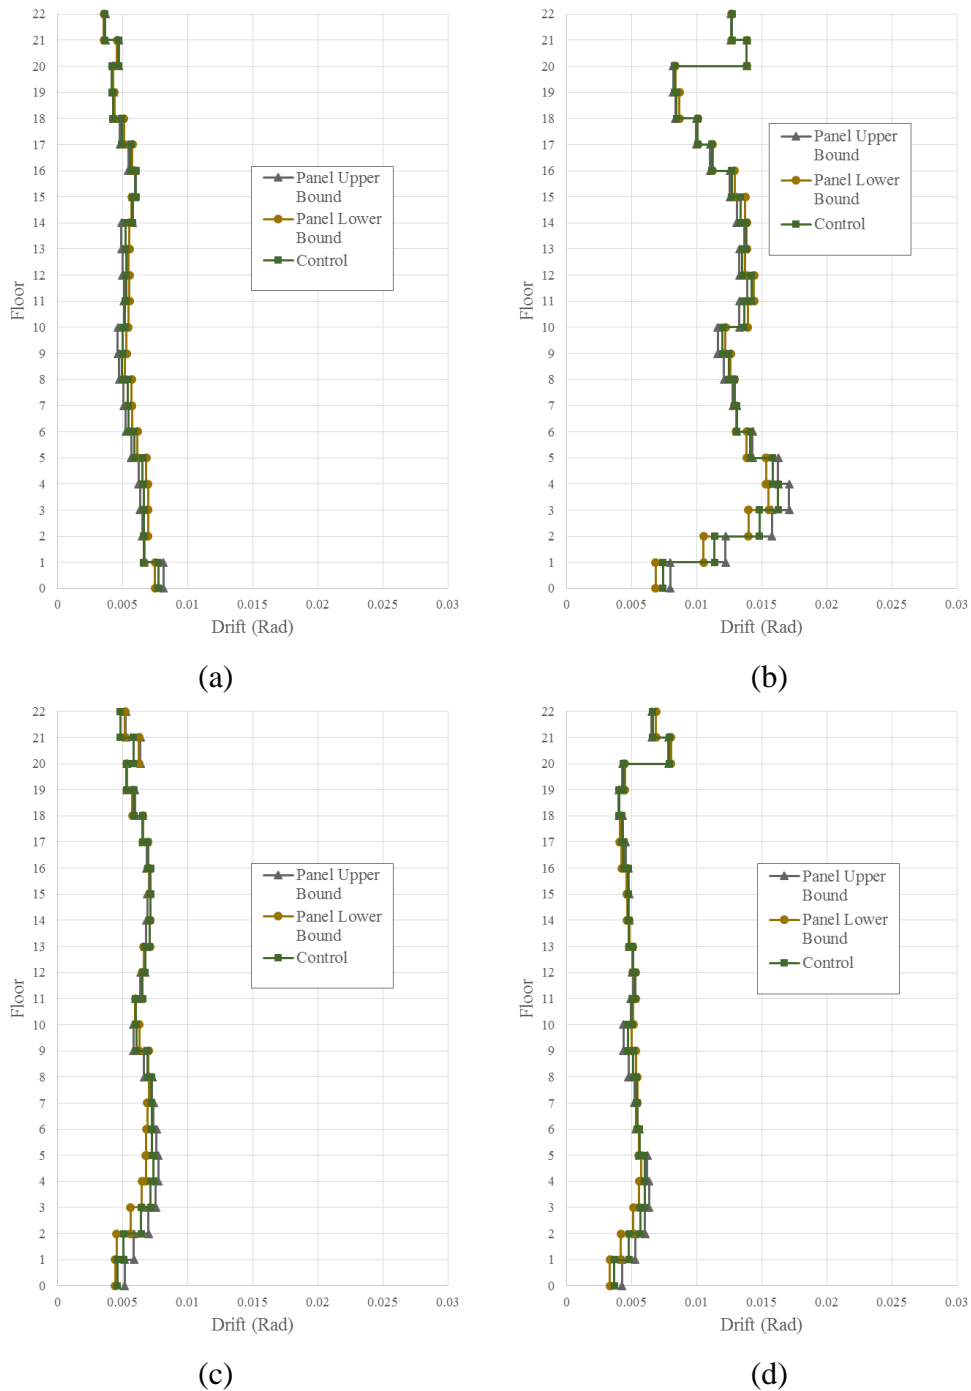 22
21
20
19
18
17
16
15
14
13
12
11
10
9
8
7
6
5
4
3
2
1
0
Floor
Panel Upper
Bound
Panel Lower
Bound
Control
0 0.005 0.01 0.015 0.02 0.025 0.03
Drift (Rad)
(a)
22
21
20
19
18
17
16
15
14
13
12
11
10
9
8
7
6
5
4
3
2
1
0
Floor
Panel Upper
Bound
Panel Lower
Bound
Control
0 0.005 0.01 0.015 0.02 0.025 0.03
Drift (Rad)
(b)
22
21
20
19
18
17
16
15
14
13
12
11
10
9
8
7
6
5
4
3
2
1
0
Floor
Panel Upper
Bound
Panel Lower
Bound
Control
0 0.005 0.01 0.015 0.02 0.025 0.03
Drift (Rad)
(c)
22
21
20
19
18
17
16
15
14
13
12
11
10
9
8
7
6
5
4
3
2
1
0
Floor
Panel Upper
Bound
Panel Lower
Bound
Control
0 0.005 0.01 0.015 0.02 0.025 0.03
Drift (Rad)
(d)